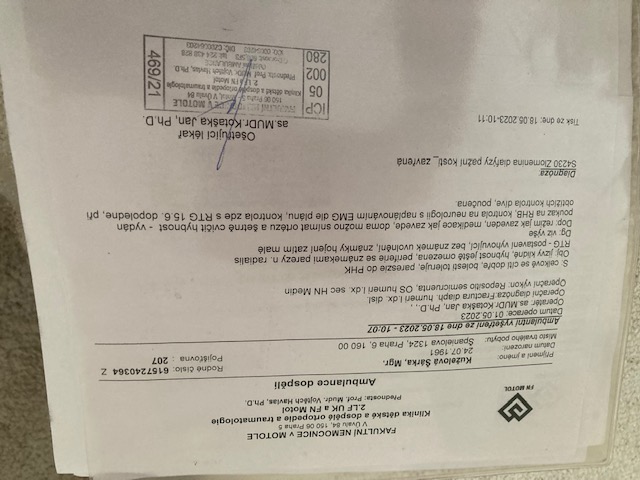 FN MOTOL
FAKULTNÍ NEMOCNICE v MOTOLE
V Úvalu 84, 150 06 Praha 5
Klinika dětské a dospělé ortopedie a traumatologie
2.LF UK a FN Motol
Přednosta: Prof. Mudr. Vojtěch Havlas, Ph.D.
Ambulance dospělí
Příjmení a jméno: Kuželová Šárka, Mgr. Rodné číslo: 6157240364 Z
Datum narození: 24.07.1961 Pojišťovna : 207
Místo trvalého pobytu: Španielova 1324, Praha, 6, 160 00
Ambulantní vyšetření ze dne 18.05.2023 - 10:07
Datum operace: 01.05.2023
Operatér: as.MUDr Kotaška Jan, Ph.D., ,
Operační diagnóza:Fractura diaph. humeri l.dx. dist.
Operační výkon: Repositio semicruenta, OS humeri l.dx. sec HN Medin
S. celkově se cítí dobře, bolesti toleruje, parestezie do PHK
Obj: jizvy klidné, hybnost ještě omezena, periferie se známkami parezy n. radialis
RTG - postavení vyhovující, bez známek uvolnění, známky hojení zatím malé
Dg: viz výše
Dop: režim jak zaveden, medikace jak zavede, doma možno snímat ortézu a šetrně cvičit hybnost - vydán
poukaz na RHB, kontrola na neurologii s naplánováním EMG dle plánu, kontrola zde s RTG 15.6. dopoledne, při
obtížích kontrola dříve, poučena.
Diagnóza
S4230 Zlomenina diafýzy pažní kosti_ zavřená
Tisk ze dne: 18.05.2023-10:11
Ošetřující lékař
as.MUDr.Kotaška Jan, Ph.D.
ICP
05
002
280
469/21
FAKULTNÍ NEMOCNICE V MOTOLE
150 06 Praha 5, V Úvalu 84
Klinika dětské a dospělé ortopedie a traumatologie
2. LF UK a FN Motol
Přednosta: Prof. MUDr. Vojtěch Havlas, Ph.D.